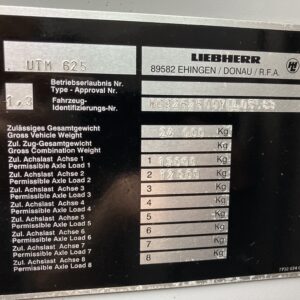 UTM 625
LIEBHERR
89582 EHINGEN / DONAU / R.F.A.
Betriebserlaubnis Nr.
Type - Approval Nr.
1.3
Fahrzeug-
Identifizierungs-Nr.
Zulässiges Gesamtgewicht
Gross Vehicle Weight
Kg
Zul. Zug-Gesamtgewicht
Gross Combination Weight
Kg
Zul. Achslast Achse 1
Permissible Axle Load 1
1
Kg
Zul. Achslast Achse 2
Permissible Axle Load 2
2
Kg
Zul. Achslast Achse 3
Permissible Axle Load 3
3
Kg
Zul. Achslast Achse 4
Permissible Axle Load 4
4
Kg
Zul. Achslast Achse 5
Permissible Axle Load 5
5
Kg
Zul. Achslast Achse 6
Permissible Axle Load 6
6
Kg
Zul. Achslast Achse 7
Permissible Axle Load 7
7
Kg
Zul. Achslast Achse 8
Permissible Axle Load 8
8
Kg